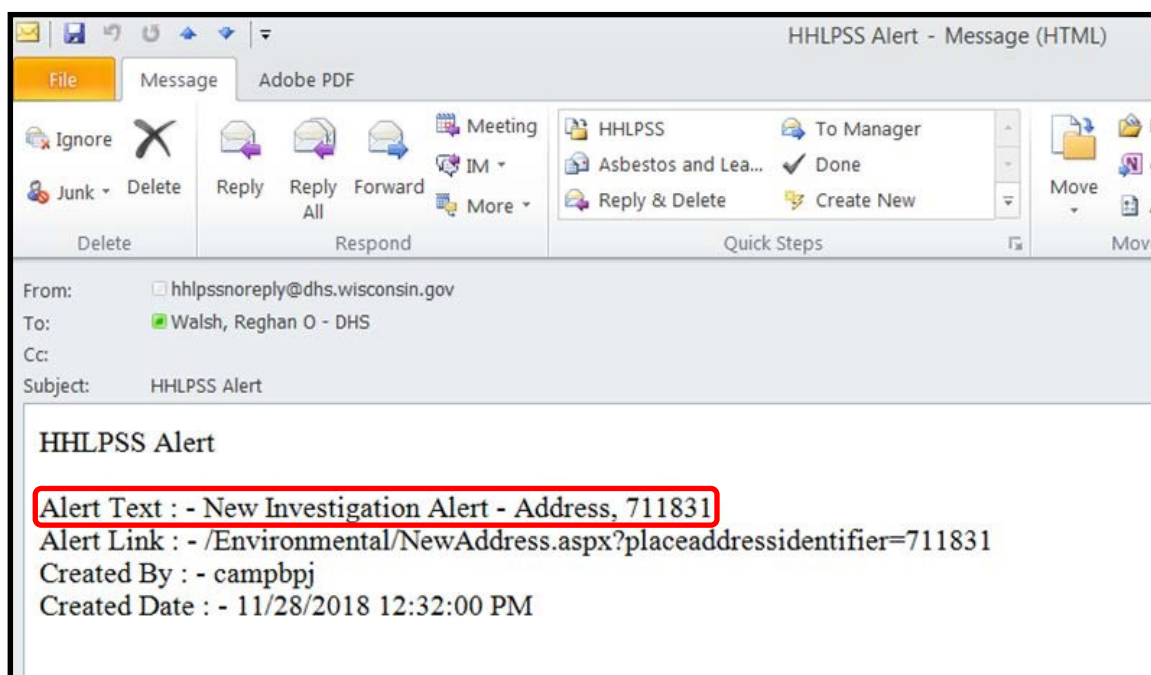 HHLPSS Alert - Message (HTML)
File Message Adobe PDF
Ignore
Junk
Delete
Reply
Reply All
Forward
Meeting
IM
More
HHLPSS
Asbestos and Lea...
Reply & Delete
To Manager
Done
Create New
Move
Delete
Respond
Quick Steps
From: hhlpssnoreply@dhs.wisconsin.gov
To: Walsh, Reghan O - DHS
Cc:
Subject: HHLPSS Alert
HHLPSS Alert
Alert Text : - New Investigation Alert - Address, 711831
Alert Link : - /Environmental/NewAddress.aspx?placeaddressidentifier=711831
Created By : - campbpj
Created Date : - 11/28/2018 12:32:00 PM